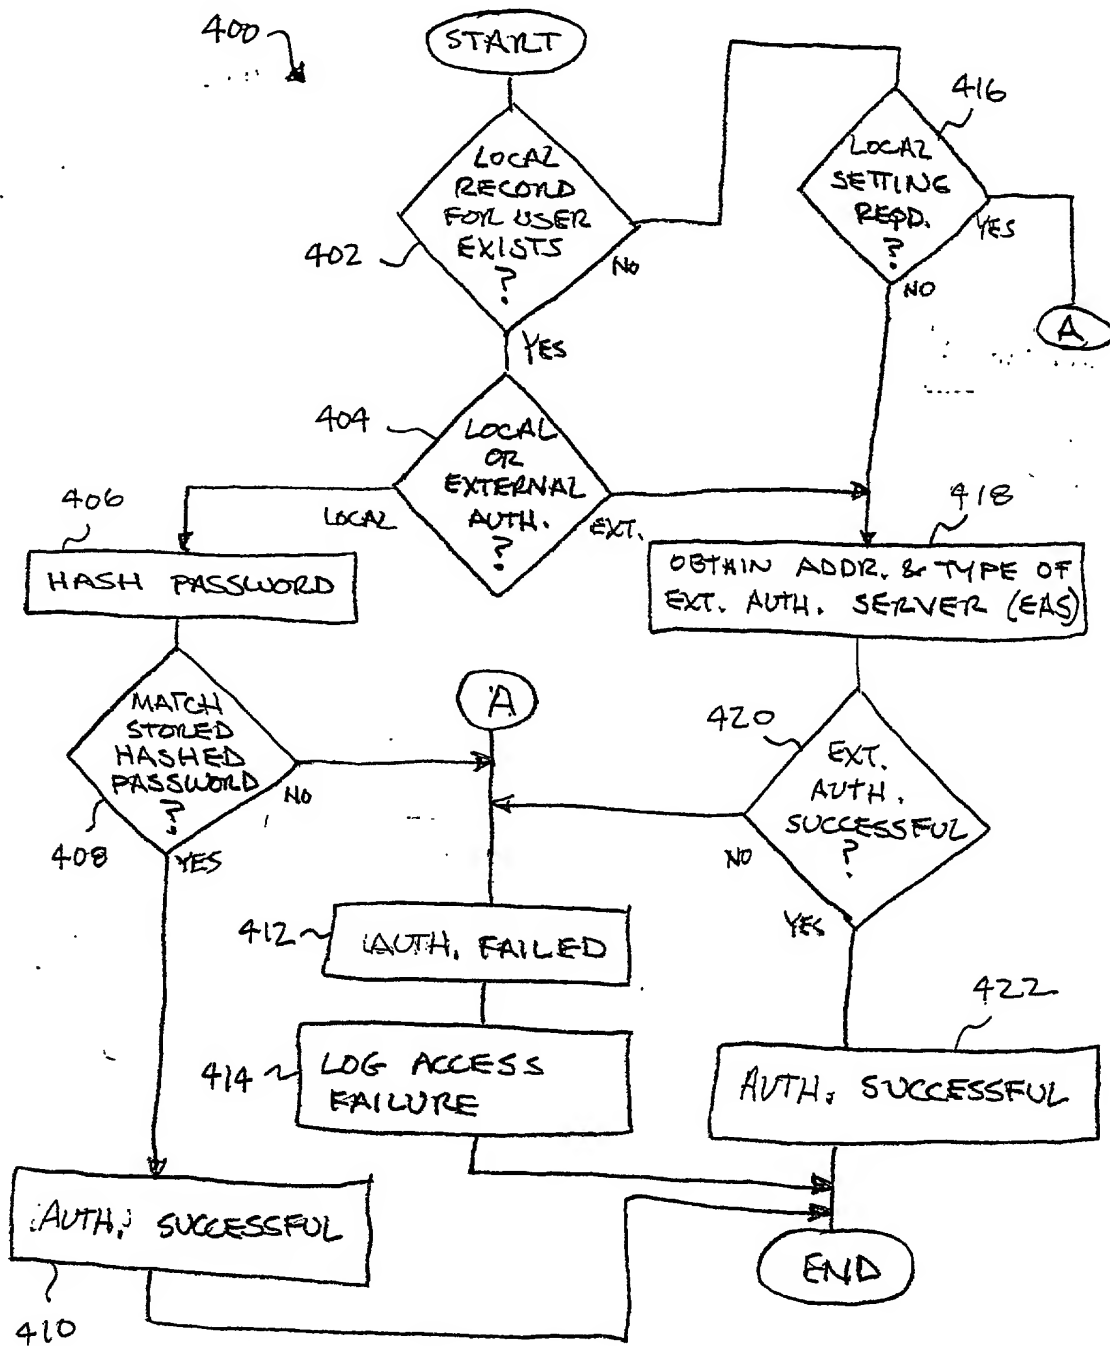 400
START
416
LOCAL
RECORD
FOR USER
EXISTS
?
402
NO
YES
LOCAL
SETTING
REQD.
?
YES
NO
A
404
LOCAL
OR
EXTERNAL
AUTH.
?
LOCAL
EXT.
406
HASH PASSWORD
418
OBTAIN ADDR. & TYPE OF
EXT. AUTH. SERVER (EAS)
MATCH
STORED
HASHED
PASSWORD
?
408
NO
YES
A
420
EXT.
AUTH.
SUCCESSFUL
?
NO
YES
412
AUTH. FAILED
414
LOG ACCESS
FAILURE
422
AUTH. SUCCESSFUL
AUTH. SUCCESSFUL
410
END